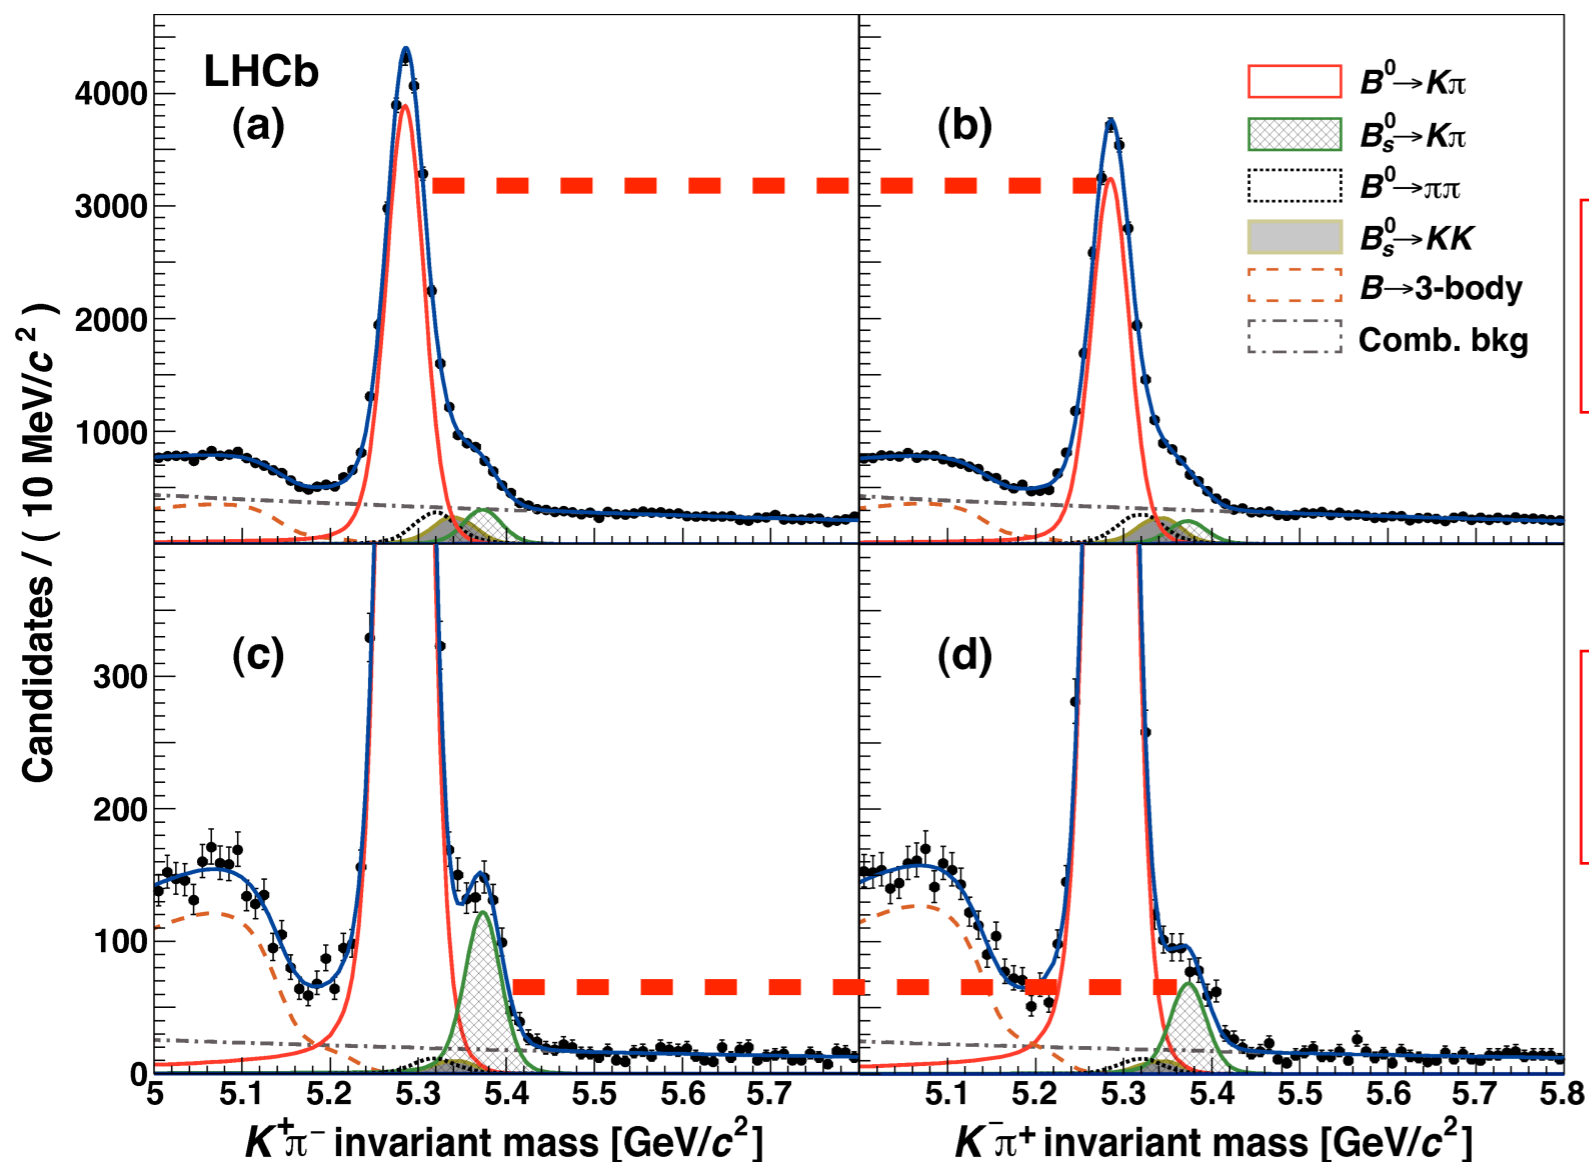 LHCb
(a)
(b)
B⁰→Kπ
B⁰ₛ→Kπ
B⁰→ππ
B⁰ₛ→KK
B→3-body
Comb. bkg
4000
3000
2000
1000
Candidates / ( 10 MeV/c² )
(c)
(d)
300
200
100
0
5 5.1 5.2 5.3 5.4 5.5 5.6 5.7
5.1 5.2 5.3 5.4 5.5 5.6 5.7 5.8
K⁺π⁻ invariant mass [GeV/c²]
K⁻π⁺ invariant mass [GeV/c²]